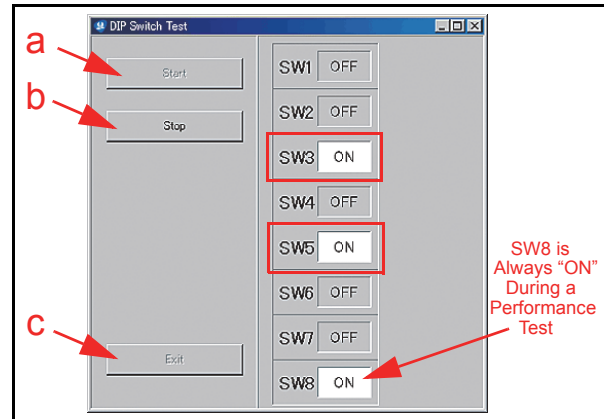 DIP Switch Test
a
Start
b
Stop
c
Exit
SW1 OFF
SW2 OFF
SW3 ON
SW4 OFF
SW5 ON
SW6 OFF
SW7 OFF
SW8 ON
SW8 is
Always “ON”
During a
Performance
Test